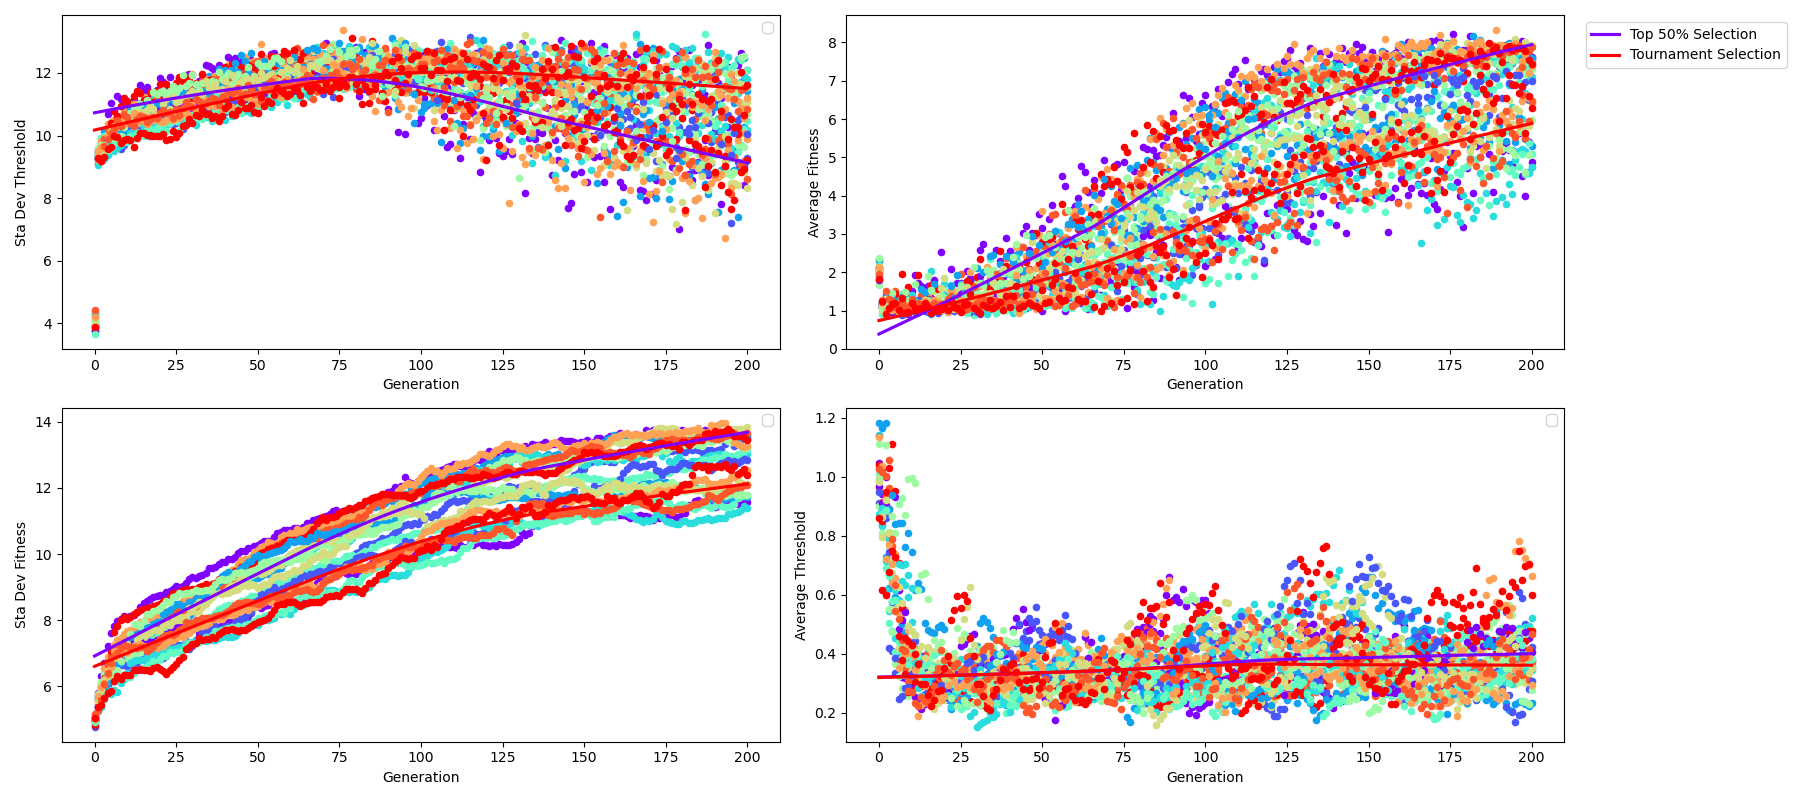 Sta Dev Threshold
12
10
8
6
4
0 25 50 75 100 125 150 175 200
Generation
Average Fitness
8
7
6
5
4
3
2
1
0
0 25 50 75 100 125 150 175 200
Generation
Top 50% Selection
Tournament Selection
Sta Dev Fitness
14
12
10
8
6
0 25 50 75 100 125 150 175 200
Generation
Average Threshold
1.2
1.0
0.8
0.6
0.4
0.2
0 25 50 75 100 125 150 175 200
Generation